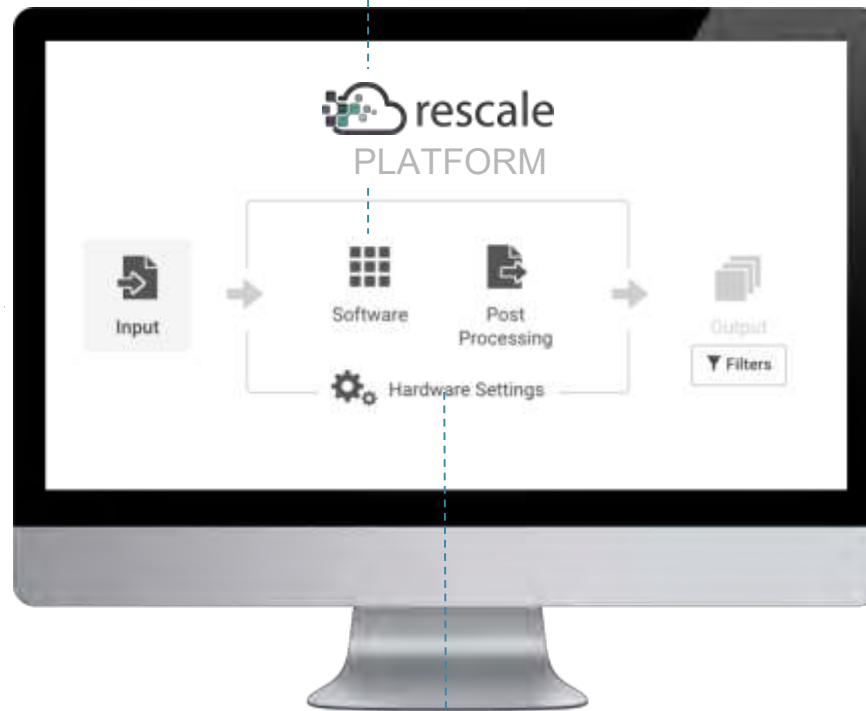 rescale
PLATFORM
Input
Software
Post
Processing
Output
Filters
Hardware Settings